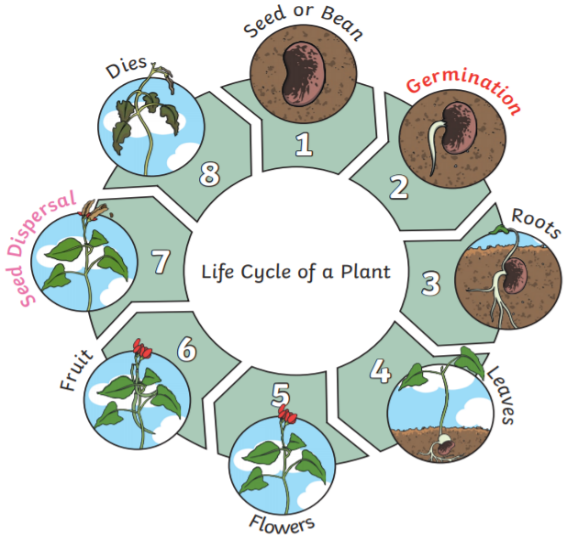 Life Cycle of a Plant
Seed or Bean
1
Germination
2
Roots
3
Leaves
4
Flowers
5
Fruit
6
Seed Dispersal
7
Dies
8